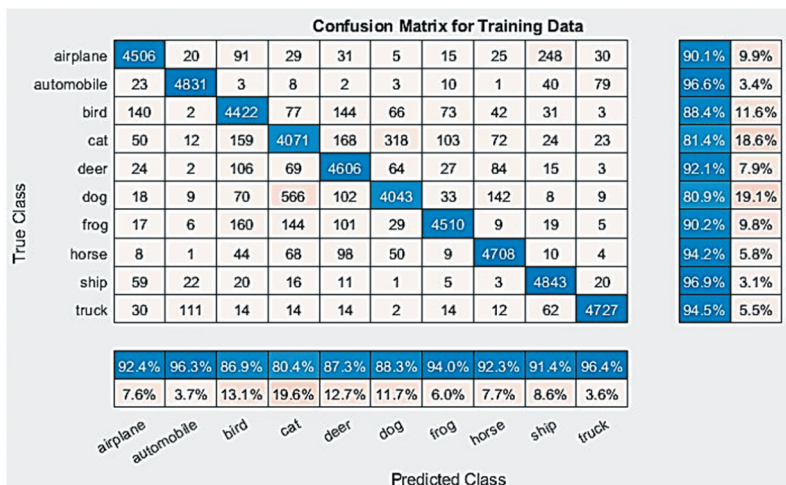 Confusion Matrix for Training Data
airplane 4506 20 91 29 31 5 15 25 248 30 90.1% 9.9%
automobile 23 4831 3 8 2 3 10 1 40 79 96.6% 3.4%
bird 140 2 4422 77 144 66 73 42 31 3 88.4% 11.6%
cat 50 12 159 4071 168 318 103 72 24 23 81.4% 18.6%
deer 24 2 106 69 4606 64 27 84 15 3 92.1% 7.9%
dog 18 9 70 566 102 4043 33 142 8 9 80.9% 19.1%
frog 17 6 160 144 101 29 4510 9 19 5 90.2% 9.8%
horse 8 1 44 68 98 50 9 4708 10 4 94.2% 5.8%
ship 59 22 20 16 11 1 5 3 4843 20 96.9% 3.1%
truck 30 111 14 14 14 2 14 12 62 4727 94.5% 5.5%
True Class
92.4% 96.3% 86.9% 80.4% 87.3% 88.3% 94.0% 92.3% 91.4% 96.4%
7.6% 3.7% 13.1% 19.6% 12.7% 11.7% 6.0% 7.7% 8.6% 3.6%
airplane automobile bird cat deer dog frog horse ship truck
Predicted Class